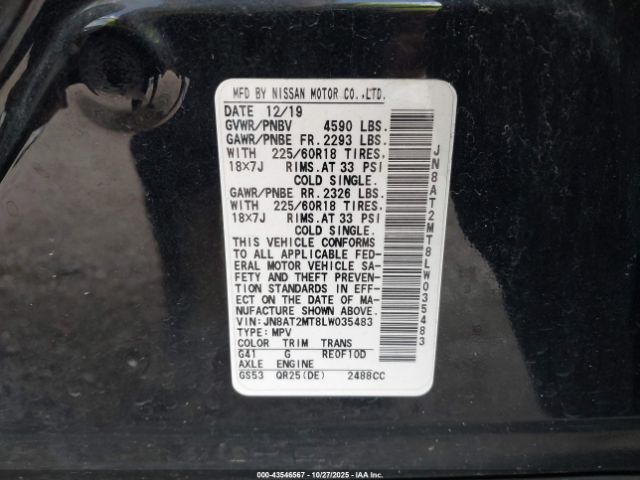 MFD BY NISSAN MOTOR CO.,LTD.
DATE 12/19
GVWR/PNBV 4590 LBS.
GAWR/PNBE FR.2293 LBS.
WITH 225/60R18 TIRES,
18×7J RIMS.AT 33 PSI
COLD SINGLE.
GAWR/PNBE RR.2326 LBS.
WITH 225/60R18 TIRES,
18×7J RIMS.AT 33 PSI
COLD SINGLE.
THIS VEHICLE CONFORMS
TO ALL APPLICABLE FED-
ERAL MOTOR VEHICLE SA-
FETY AND THEFT PREVEN-
TION STANDARDS IN EFF-
ECT ON THE DATE OF MA-
NUFACTURE SHOWN ABOVE.
VIN:JN8AT2MT8LW035483
TYPE:MPV
COLOR TRIM TRANS
G41 G RE0F10D
AXLE ENGINE
GS53 QR25(DE) 2488CC
JN8AT2MT8LW035483
000-43546567 - 10/27/2025 - © IAA Inc.